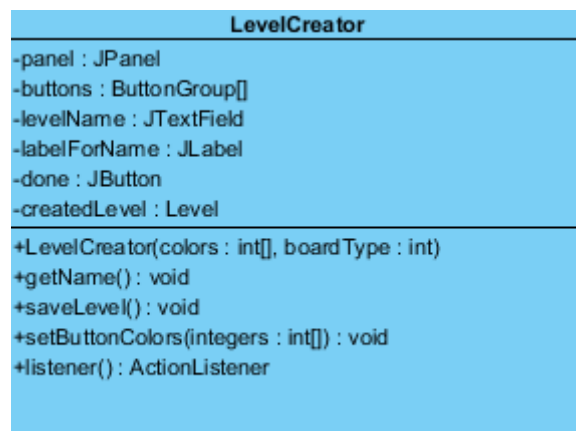 LevelCreator
-panel : JPanel
-buttons : ButtonGroup[]
-levelName : JTextField
-labelForName : JLabel
-done : JButton
-createdLevel : Level
+LevelCreator(colors : int[], boardType : int)
+getName() : void
+saveLevel() : void
+setButtonColors(integers : int[]) : void
+listener() : ActionListener